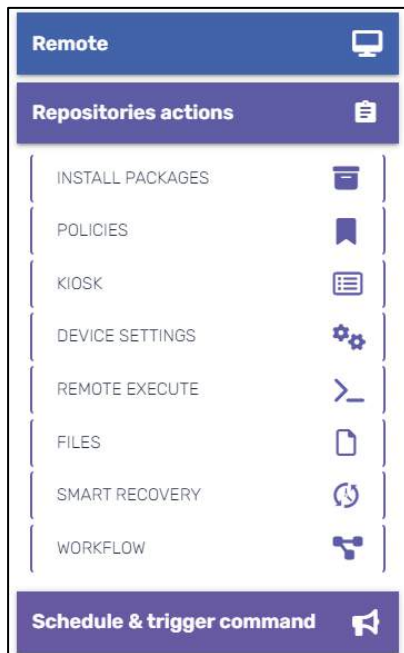 Remote
Repositories actions
INSTALL PACKAGES
POLICIES
KIOSK
DEVICE SETTINGS
REMOTE EXECUTE
FILES
SMART RECOVERY
WORKFLOW
Schedule & trigger command